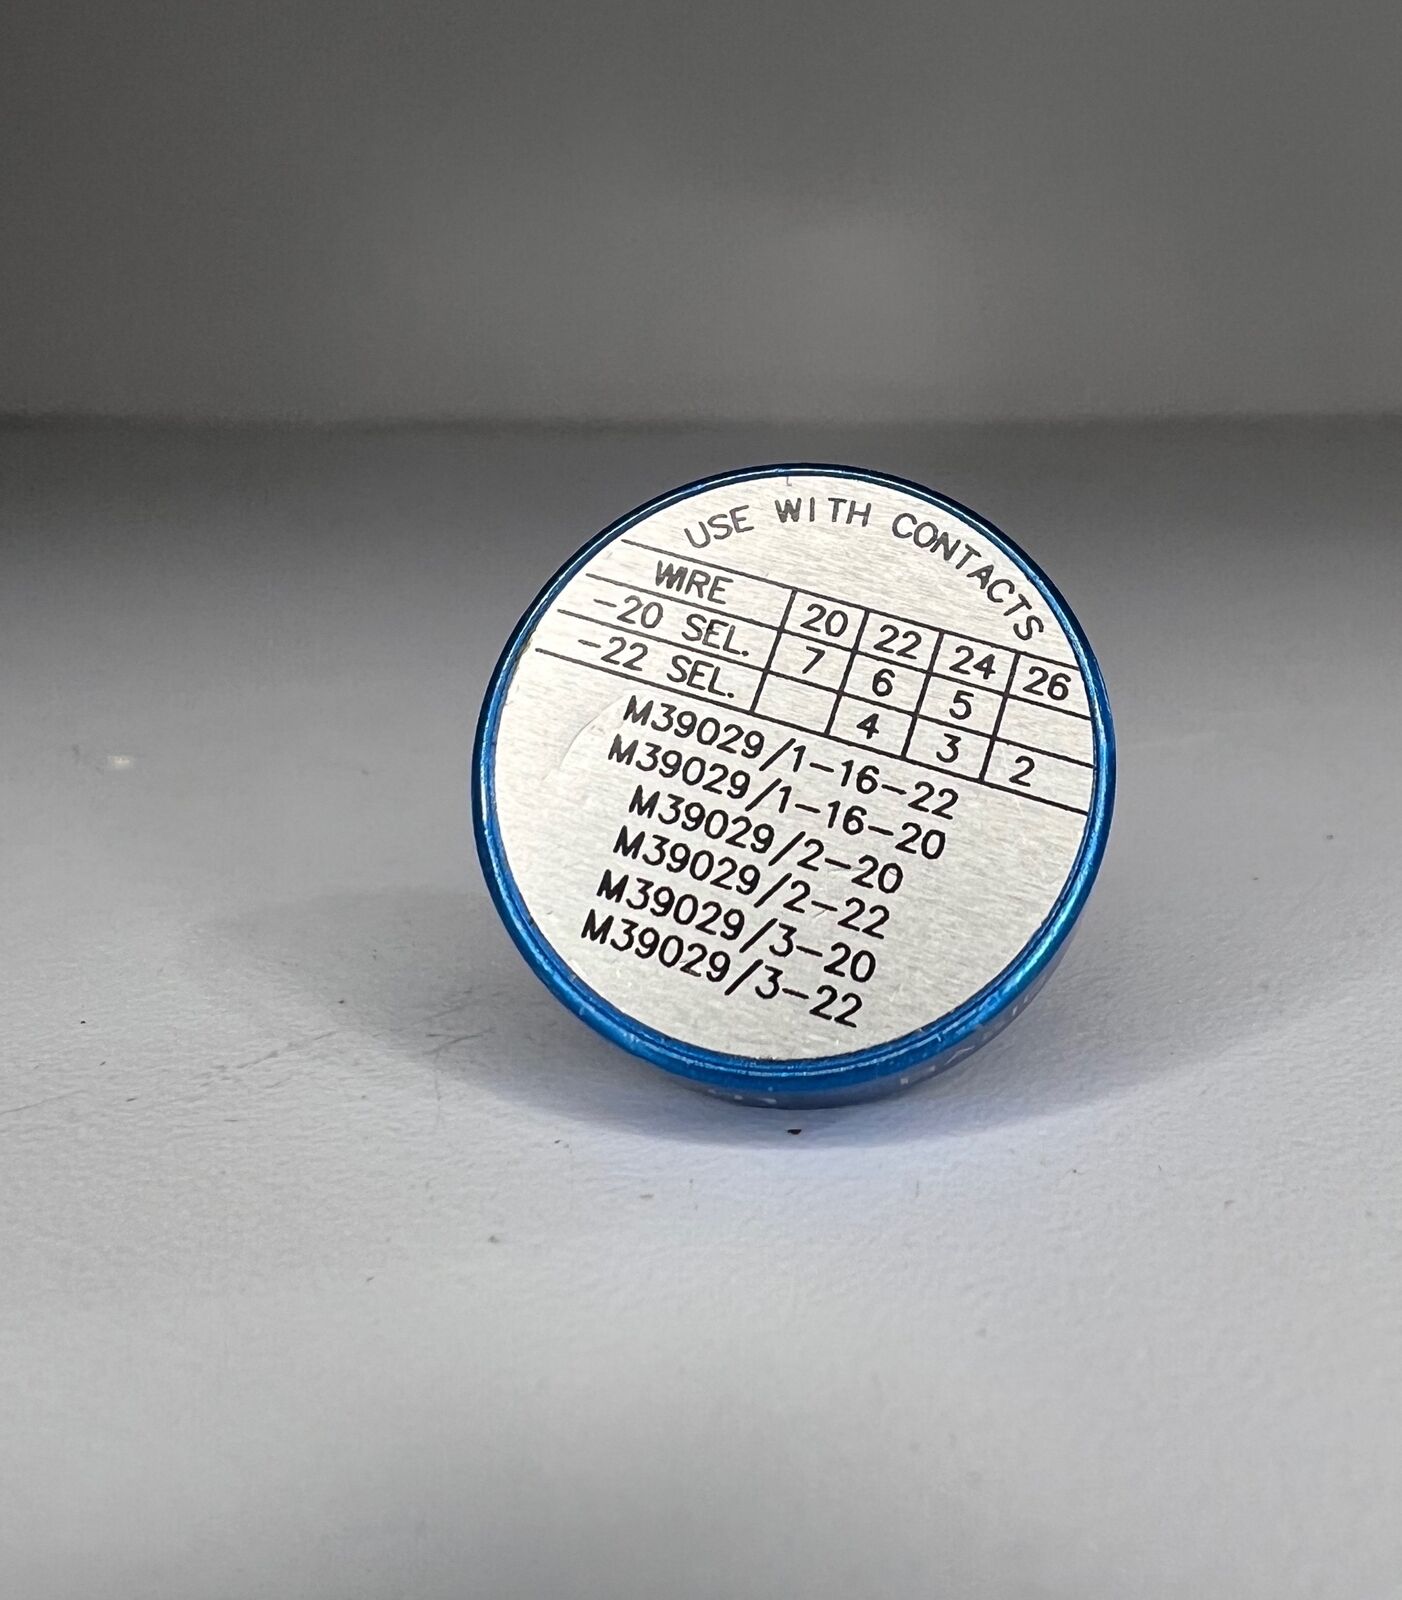 USE WITH CONTACTS
WIRE 20 22 24 26
-20 SEL. 7 6 5
-22 SEL. 4 3 2
M39029/1-16-22
M39029/1-16-20
M39029/2-20
M39029/2-22
M39029/3-20
M39029/3-22